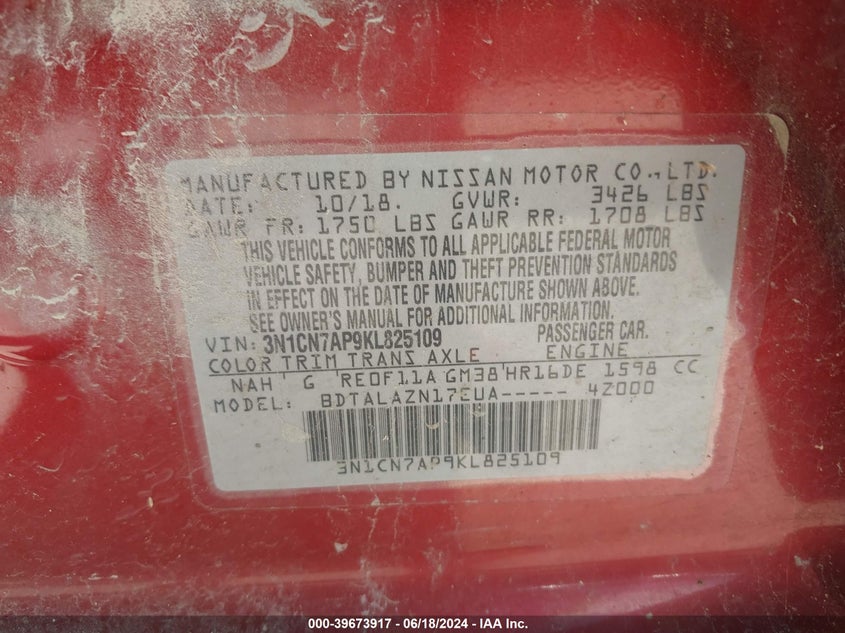 MANUFACTURED BY NISSAN MOTOR CO., LTD.
DATE: 10/18. GVWR: 3426 LBS
GAWR FR: 1750 LBS GAWR RR: 1708 LBS
THIS VEHICLE CONFORMS TO ALL APPLICABLE FEDERAL MOTOR
VEHICLE SAFETY, BUMPER AND THEFT PREVENTION STANDARDS
IN EFFECT ON THE DATE OF MANUFACTURE SHOWN ABOVE.
SEE OWNER'S MANUAL FOR ADDITIONAL INFORMATION.
VIN: 3N1CN7AP9KL825109 PASSENGER CAR.
COLOR TRIM TRANS AXLE ENGINE
NAH G RE0F11A GM38 HR16DE 1598 CC
MODEL: BDTALAZN17EUA----- 4Z000
3N1CN7AP9KL825109
000-39673917 - 06/18/2024 - IAA Inc.